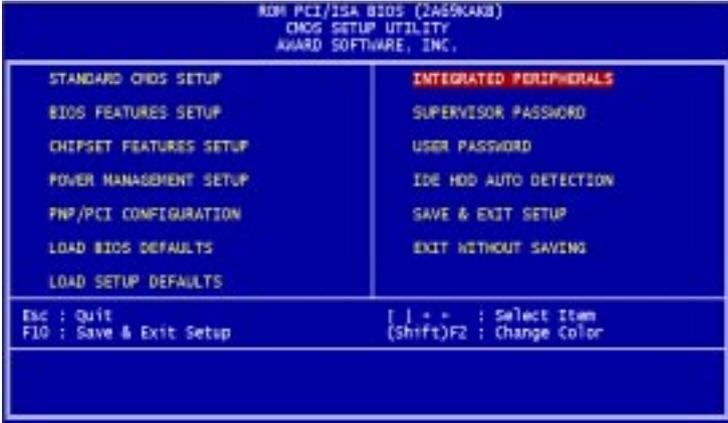 ROM PCI/ISA BIOS (2A69KAKB)
CMOS SETUP UTILITY
AWARD SOFTWARE, INC.
STANDARD CMOS SETUP
BIOS FEATURES SETUP
CHIPSET FEATURES SETUP
POWER MANAGEMENT SETUP
PNP/PCI CONFIGURATION
LOAD BIOS DEFAULTS
LOAD SETUP DEFAULTS
INTEGRATED PERIPHERALS
SUPERVISOR PASSWORD
USER PASSWORD
IDE HDD AUTO DETECTION
SAVE & EXIT SETUP
EXIT WITHOUT SAVING
Esc : Quit
F10 : Save & Exit Setup
: Select Item
(Shift)F2 : Change Color